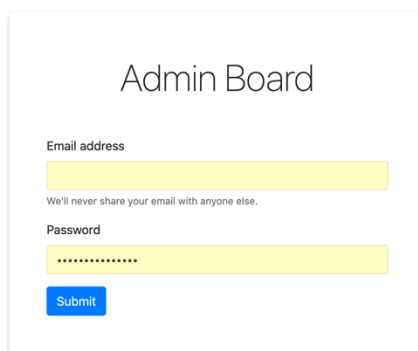 Admin Board
Email address
We'll never share your email with anyone else.
Password
•••••••••••••••
Submit